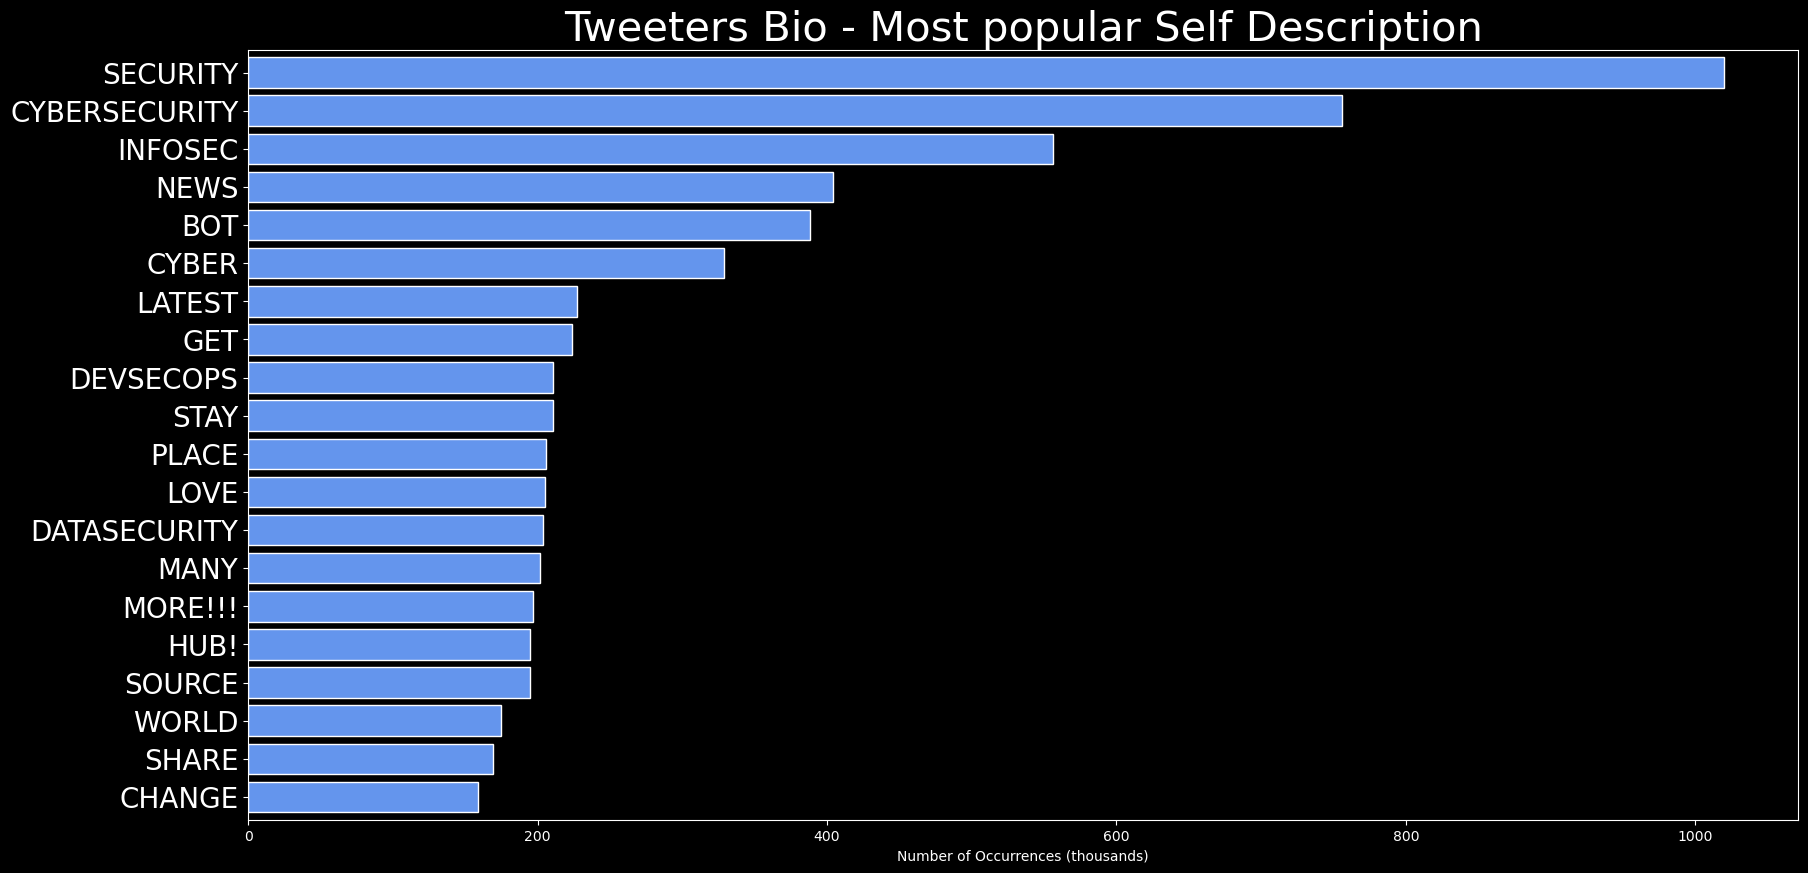 Tweeters Bio - Most popular Self Description
SECURITY
CYBERSECURITY
INFOSEC
NEWS
BOT
CYBER
LATEST
GET
DEVSECOPS
STAY
PLACE
LOVE
DATASECURITY
MANY
MORE!!!
HUB!
SOURCE
WORLD
SHARE
CHANGE
0 200 400 600 800 1000
Number of Occurrences (thousands)